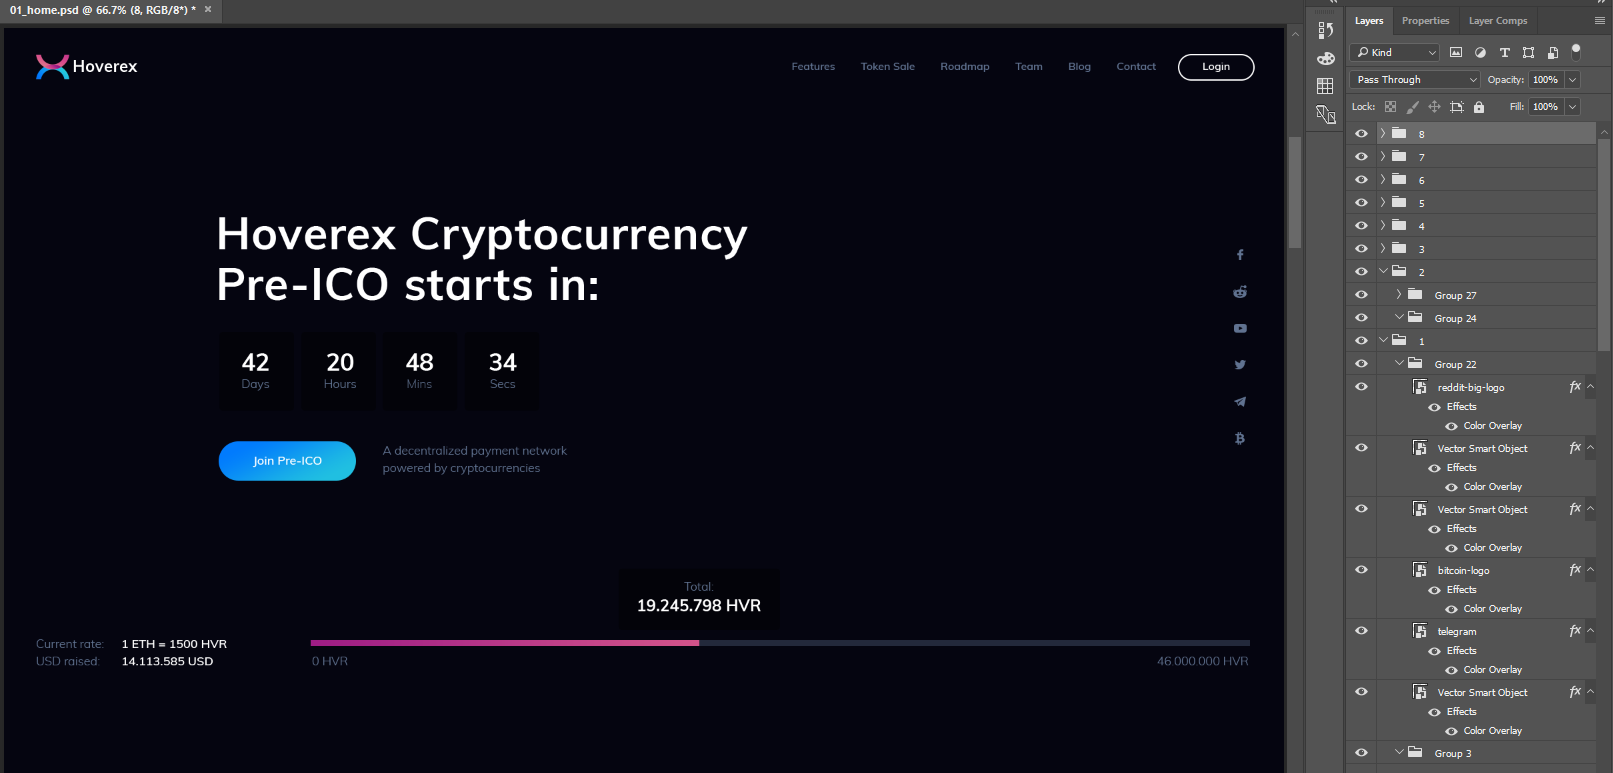 01_home.psd @ 66.7% (8, RGB/8*) *
Hoverex
Features Token Sale Roadmap Team Blog Contact Login
Hoverex Cryptocurrency
Pre-ICO starts in:
42 20 48 34
Days Hours Mins Secs
Join Pre-ICO
A decentralized payment network
powered by cryptocurrencies
Total:
19.245.798 HVR
Current rate: 1 ETH = 1500 HVR
USD raised: 14.113.585 USD
0 HVR 46.000.000 HVR
Layers Properties Layer Comps
Kind
Pass Through Opacity: 100%
Lock: Fill: 100%
8
7
6
5
4
3
2
Group 27
Group 24
1
Group 22
reddit-big-logo fx
Effects
Color Overlay
Vector Smart Object fx
Effects
Color Overlay
Vector Smart Object fx
Effects
Color Overlay
bitcoin-logo fx
Effects
Color Overlay
telegram fx
Effects
Color Overlay
Vector Smart Object fx
Effects
Color Overlay
Group 3